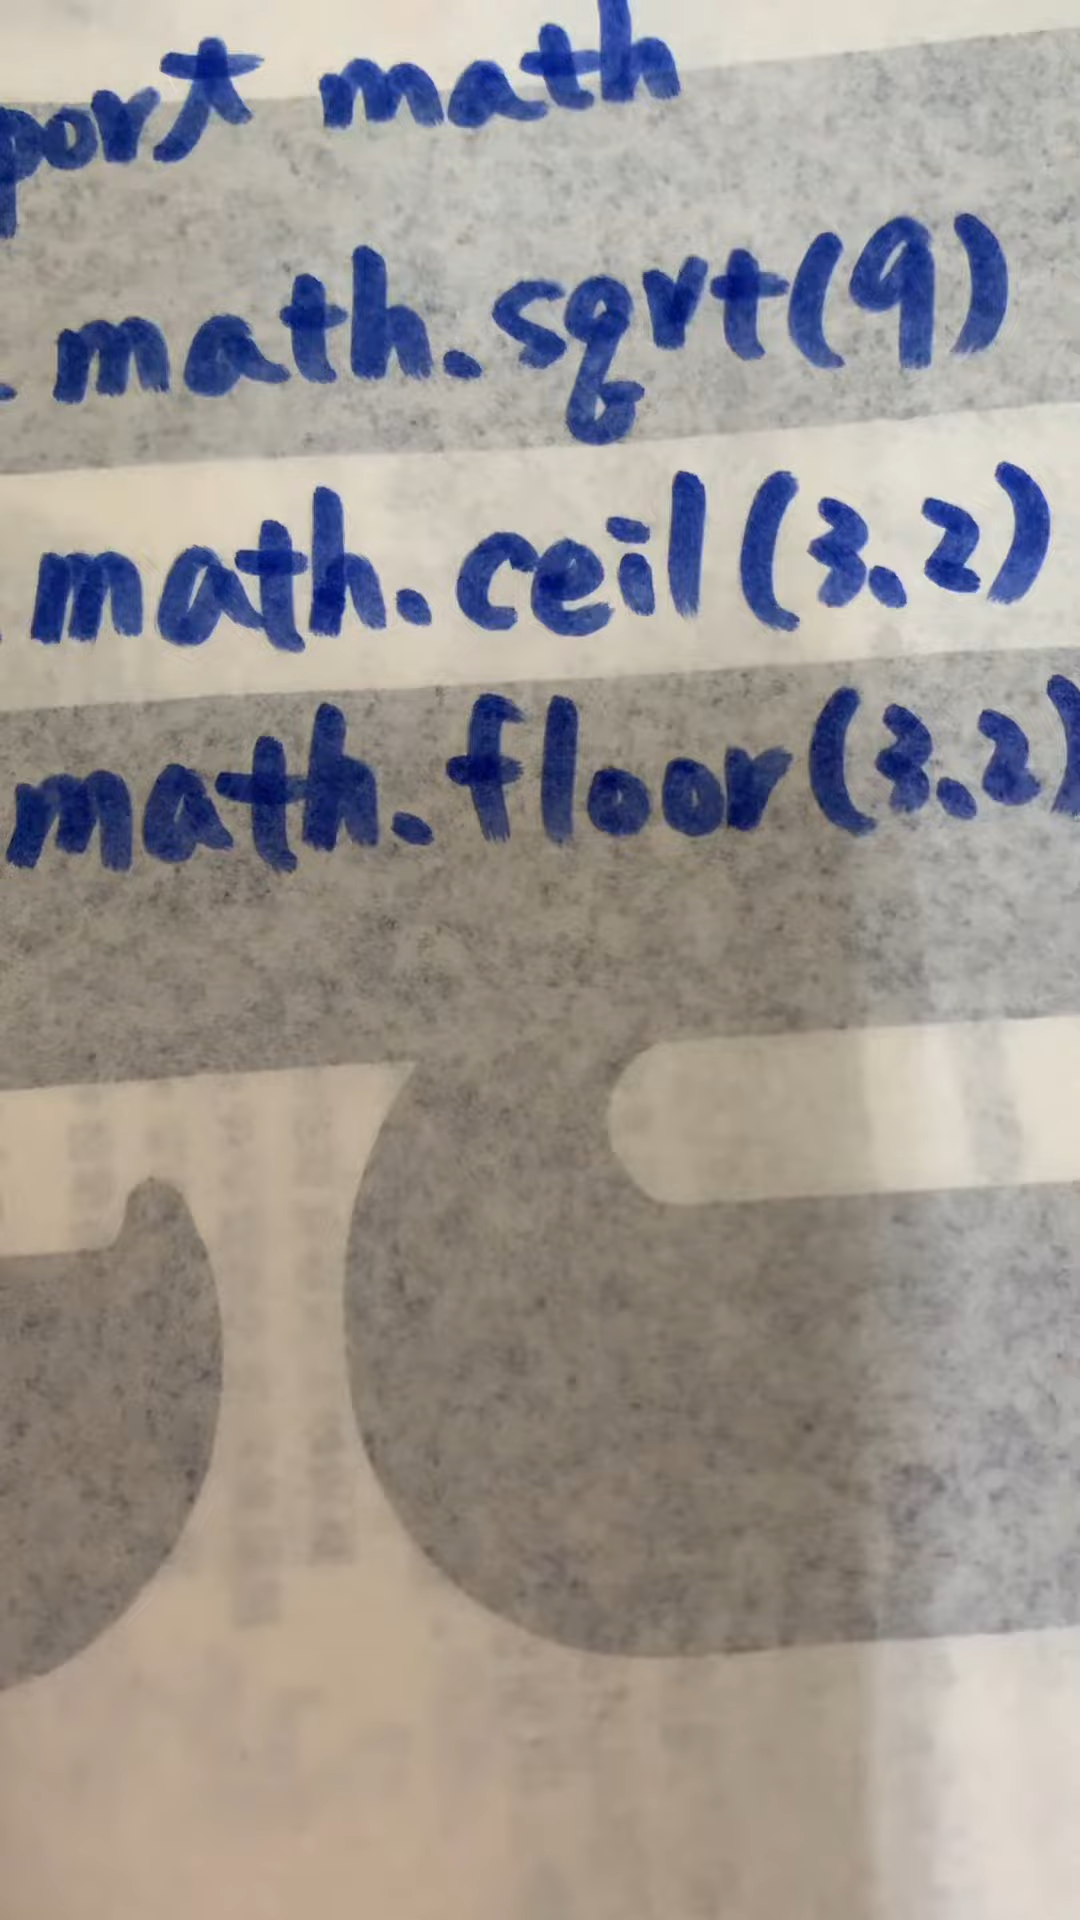 port math
. math.sqrt(9)
.math.ceil(3.2)
math.floor(3.2)